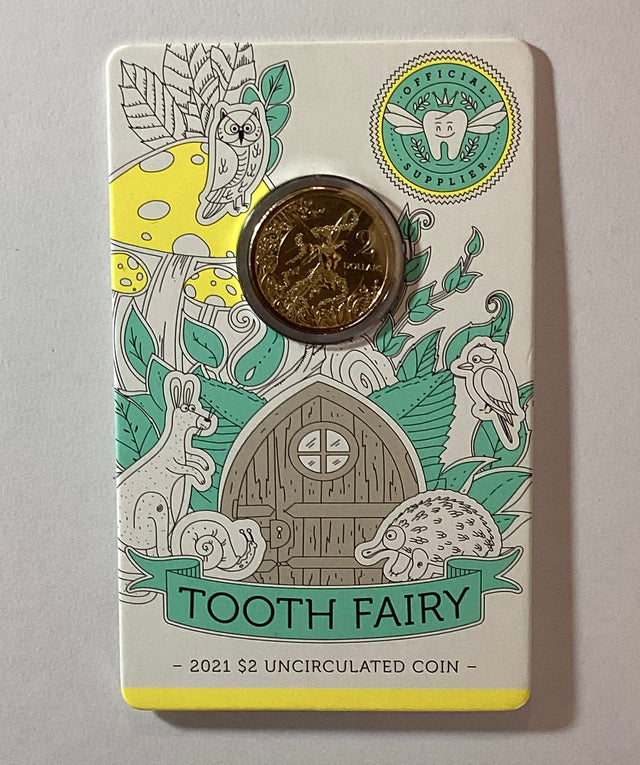 OFFICIAL
SUPPLIER
2
DOLLARS
TOOTH FAIRY
– 2021 $2 UNCIRCULATED COIN –